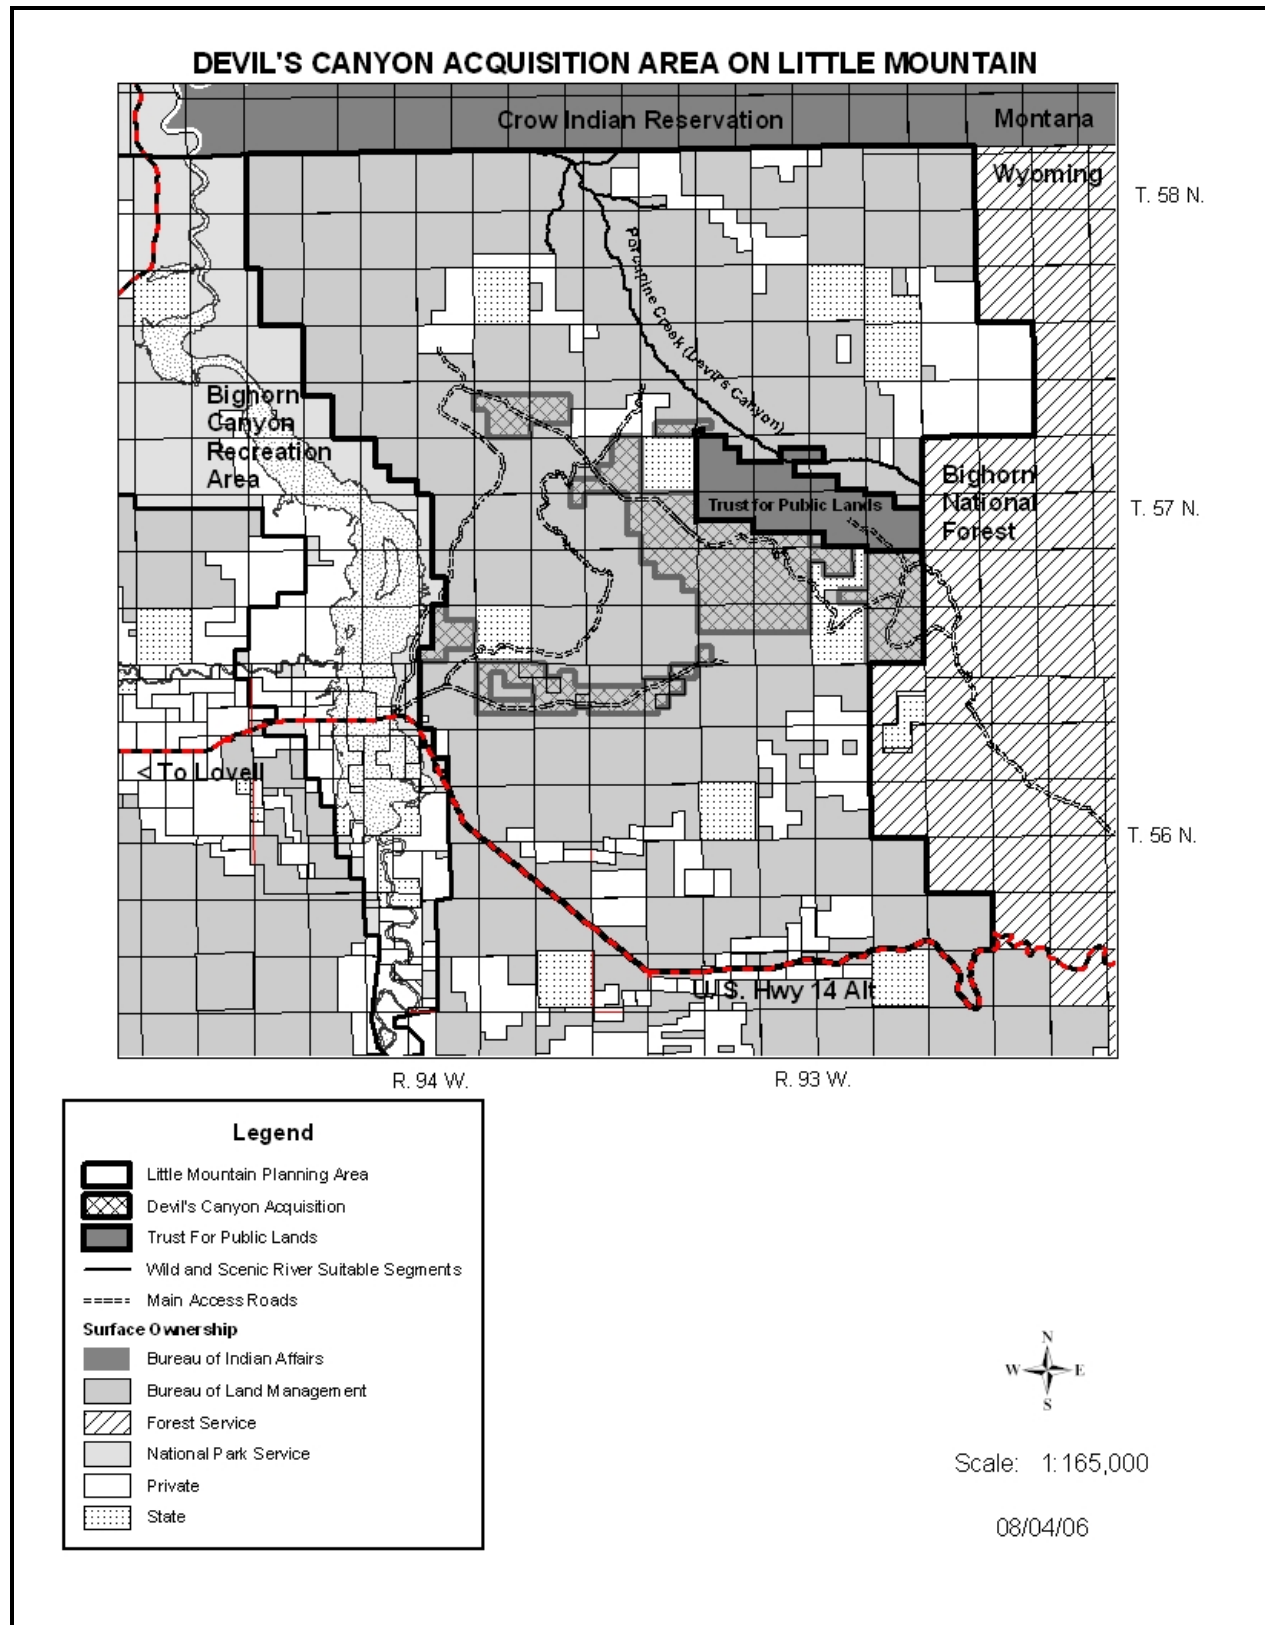 DEVIL'S CANYON ACQUISITION AREA ON LITTLE MOUNTAIN
Crow Indian Reservation
Montana
Wyoming
T. 58 N.
Porcupine Creek (Devil's Canyon)
Bighorn
Canyon
Recreation
Area
Bighorn
National
Forest
Trust for Public Lands
T. 57 N.
< To Lovell
T. 56 N.
U.S. Hwy 14 Alt
R. 94 W.
R. 93 W.
Legend
Little Mountain Planning Area
Devil's Canyon Acquisition
Trust For Public Lands
Wild and Scenic River Suitable Segments
Main Access Roads
Surface Ownership
Bureau of Indian Affairs
Bureau of Land Management
Forest Service
National Park Service
Private
State
N
W E
S
Scale: 1:165,000
08/04/06